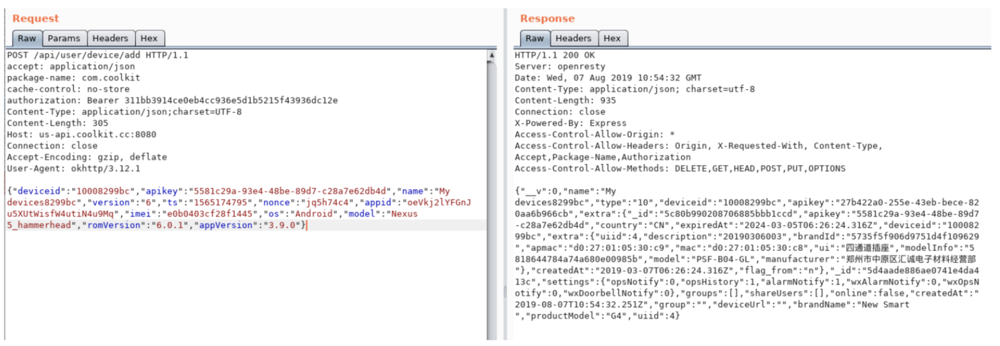 Request
Raw Params Headers Hex
POST /api/user/device/add HTTP/1.1
accept: application/json
package-name: com.coolkit
cache-control: no-store
authorization: Bearer 311bb3914ce0eb4cc936e5d1b5215f43936dc12e
Content-Type: application/json;charset=UTF-8
Content-Length: 305
Host: us-api.coolkit.cc:8080
Connection: close
Accept-Encoding: gzip, deflate
User-Agent: okhttp/3.12.1
{"deviceid":"10008299bc","apikey":"5581c29a-93e4-48be-89d7-c28a7e62db4d","name":"My
devices8299bc","version":"6","ts":"1565174795","nonce":"jq5h74c4","appid":"oeVkj2lYFGnJ
u5XUtWisfW4utiN4u9Mq","imei":"e0b0403cf28f1445","os":"Android","model":"Nexus
5_hammerhead","romVersion":"6.0.1","appVersion":"3.9.0"}
Response
Raw Headers Hex
HTTP/1.1 200 OK
Server: openresty
Date: Wed, 07 Aug 2019 10:54:32 GMT
Content-Type: application/json; charset=utf-8
Content-Length: 935
Connection: close
X-Powered-By: Express
Access-Control-Allow-Origin: *
Access-Control-Allow-Headers: Origin, X-Requested-With, Content-Type,
Accept,Package-Name,Authorization
Access-Control-Allow-Methods: DELETE,GET,HEAD,POST,PUT,OPTIONS
{"__v":0,"name":"My
devices8299bc","type":"10","deviceid":"10008299bc","apikey":"27b422a0-255e-43eb-bece-82
0aa6b966cb","extra":{"_id":"5c80b990208706885bbb1ccd","apikey":"5581c29a-93e4-48be-89d7
-c28a7e62db4d","country":"CN","expiredAt":"2024-03-05T06:26:24.316Z","deviceid":"100082
99bc","extra":{"uiid":4,"description":"20190306003","brandId":"5735f5f906d9751d4f109629
","apmac":"d0:27:01:05:30:c9","mac":"d0:27:01:05:30:c8","ui":"四通道插座","modelInfo":"5
818644784a74a680e00985b","model":"PSF-B04-GL","manufacturer":"郑州市中原区汇诚电子材料经营部
"},"createdAt":"2019-03-07T06:26:24.316Z","flag_from":"n"},"_id":"5d4aade886ae0741e4da4
13c","settings":{"opsNotify":0,"opsHistory":1,"alarmNotify":1,"wxAlarmNotify":0,"wxOpsN
otify":0,"wxDoorbellNotify":0},"groups":[],"shareUsers":[],"online":false,"createdAt":"
2019-08-07T10:54:32.251Z","group":"","deviceUrl":"","brandName":"New Smart
","productModel":"G4","uiid":4}